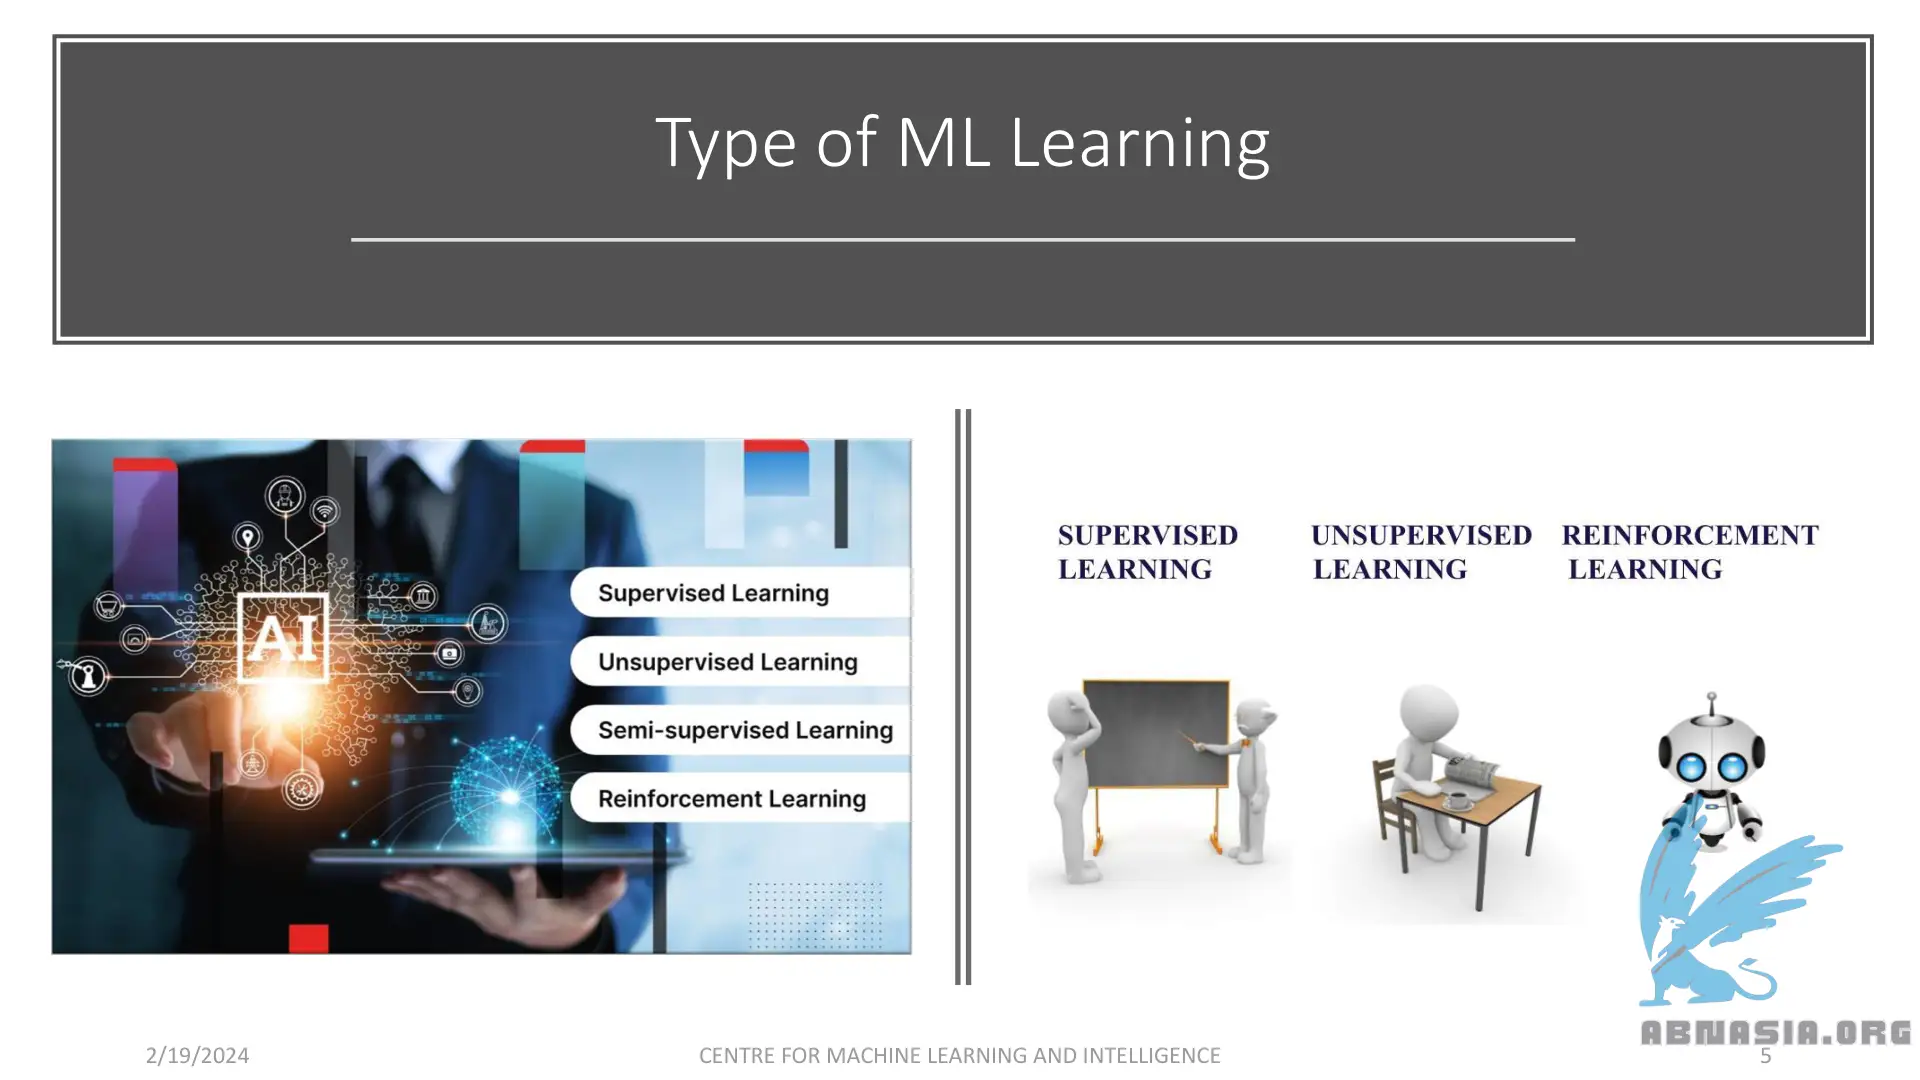 Type of ML Learning
AI
Supervised Learning
Unsupervised Learning
Semi-supervised Learning
Reinforcement Learning
SUPERVISED
LEARNING
UNSUPERVISED
LEARNING
REINFORCEMENT
LEARNING
ABNASIA.ORG
2/19/2024
CENTRE FOR MACHINE LEARNING AND INTELLIGENCE
5